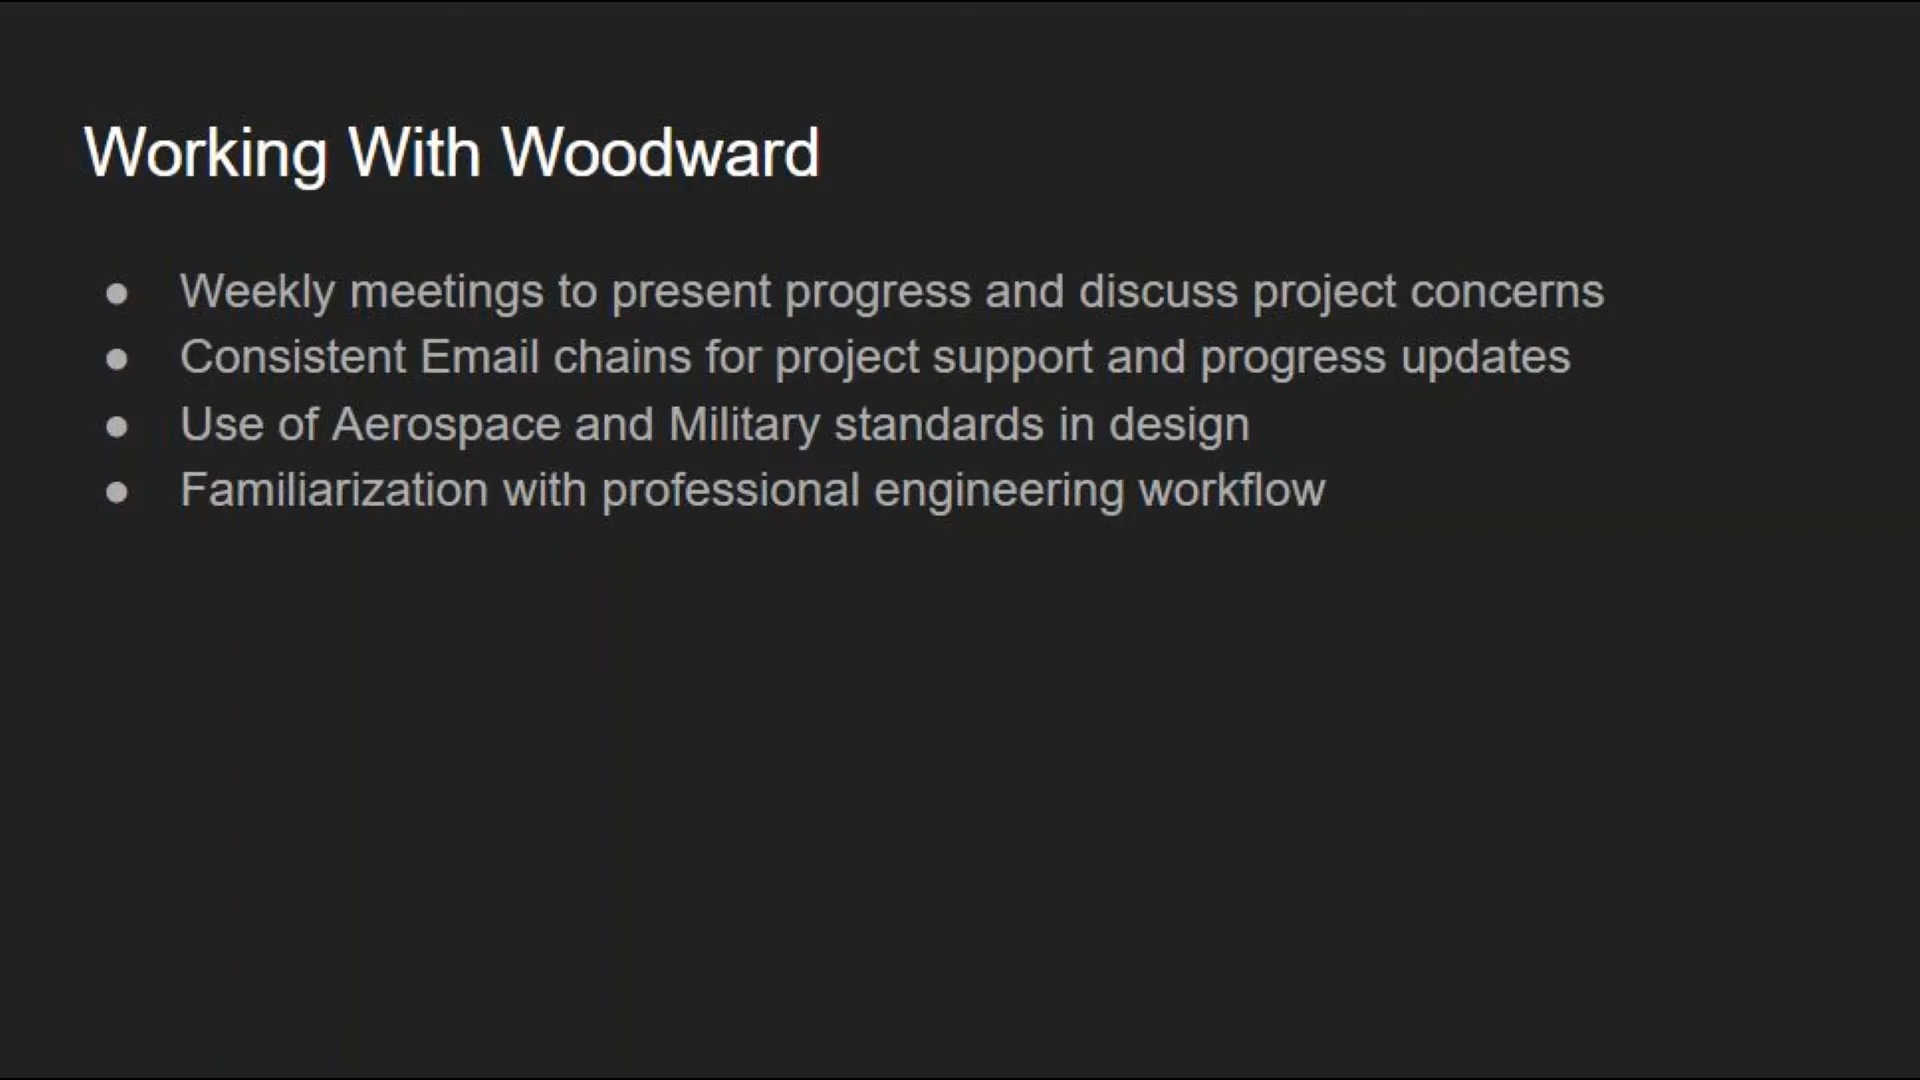 Working With Woodward
● Weekly meetings to present progress and discuss project concerns
● Consistent Email chains for project support and progress updates
● Use of Aerospace and Military standards in design
● Familiarization with professional engineering workflow